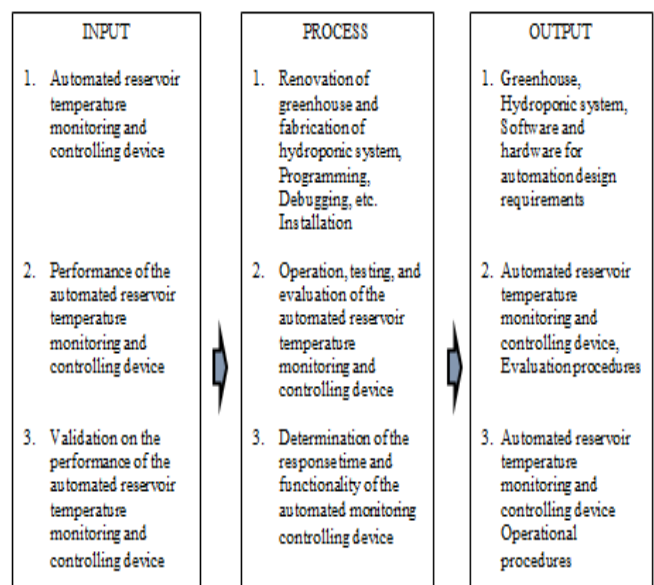 INPUT
1. Automated reservoir
temperature
monitoring and
controlling device
2. Performance of the
automated reservoir
temperature
monitoring and
controlling device
3. Validation on the
performance of the
automated reservoir
temperature
monitoring and
controlling device
PROCESS
1. Renovation of
greenhouse and
fabrication of
hydroponic system,
Programming,
Debugging, etc.
Installation
2. Operation, testing, and
evaluation of the
automated reservoir
temperature
monitoring and
controlling device
3. Determination of the
response time and
functionality of the
automated monitoring
controlling device
OUTPUT
1. Greenhouse,
Hydroponic system,
Software and
hardware for
automation design
requirements
2. Automated reservoir
temperature
monitoring and
controlling device,
Evaluation procedures
3. Automated reservoir
temperature
monitoring and
controlling device
Operational
procedures